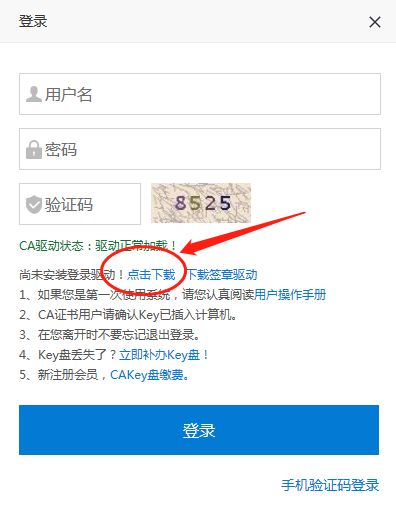 登录
用户名
密码
验证码 8525
CA驱动状态：驱动正常加载！
尚未安装登录驱动！点击下载 下载签章驱动
1、如果您是第一次使用系统，请您认真阅读用户操作手册
2、CA证书用户请确认Key已插入计算机。
3、在您离开时不要忘记退出登录。
4、Key盘丢失了？立即补办Key盘！
5、新注册会员，CAKey盘缴费。
登录
手机验证码登录